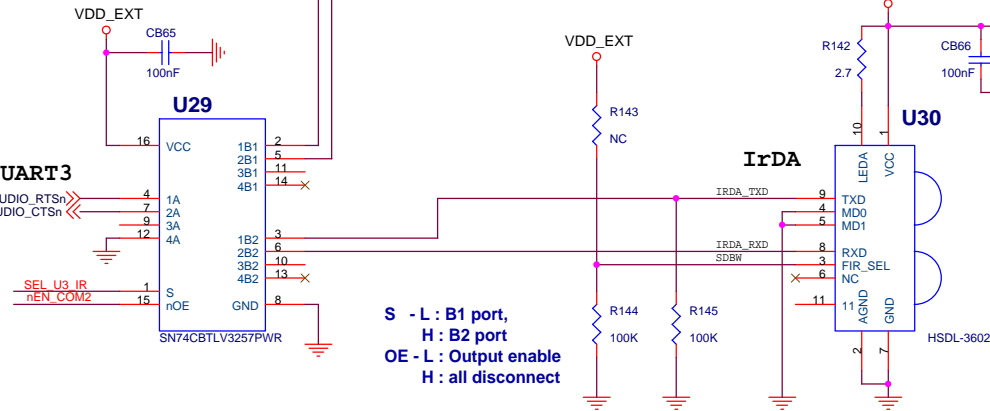 VDD_EXT
CB65
100nF
VDD_EXT
R142
2.7
CB66
100nF
U29
R143
NC
U30
16 VCC
1B1 2
2B1 5
3B1 11
4B1 14
10
1
LEDA
VCC
UART3
IrDA
UDIO_RTSn
UDIO_CTSn
4 1A
7 2A
9 3A
12 4A
1B2 3
2B2 6
3B2 10
4B2 13
IRDA_TXD
9 TXD
4 MD0
5 MD1
IRDA_RXD
8 RXD
SDBW
3 FIR_SEL
6 NC
11 11
AGND
GND
SEL_U3_IR
1 S
nEN_COM2
15 nOE
GND 8
SN74CBTLV3257PWR
S - L : B1 port,
H : B2 port
OE - L : Output enable
H : all disconnect
R144
100K
R145
100K
HSDL-3602
2
7